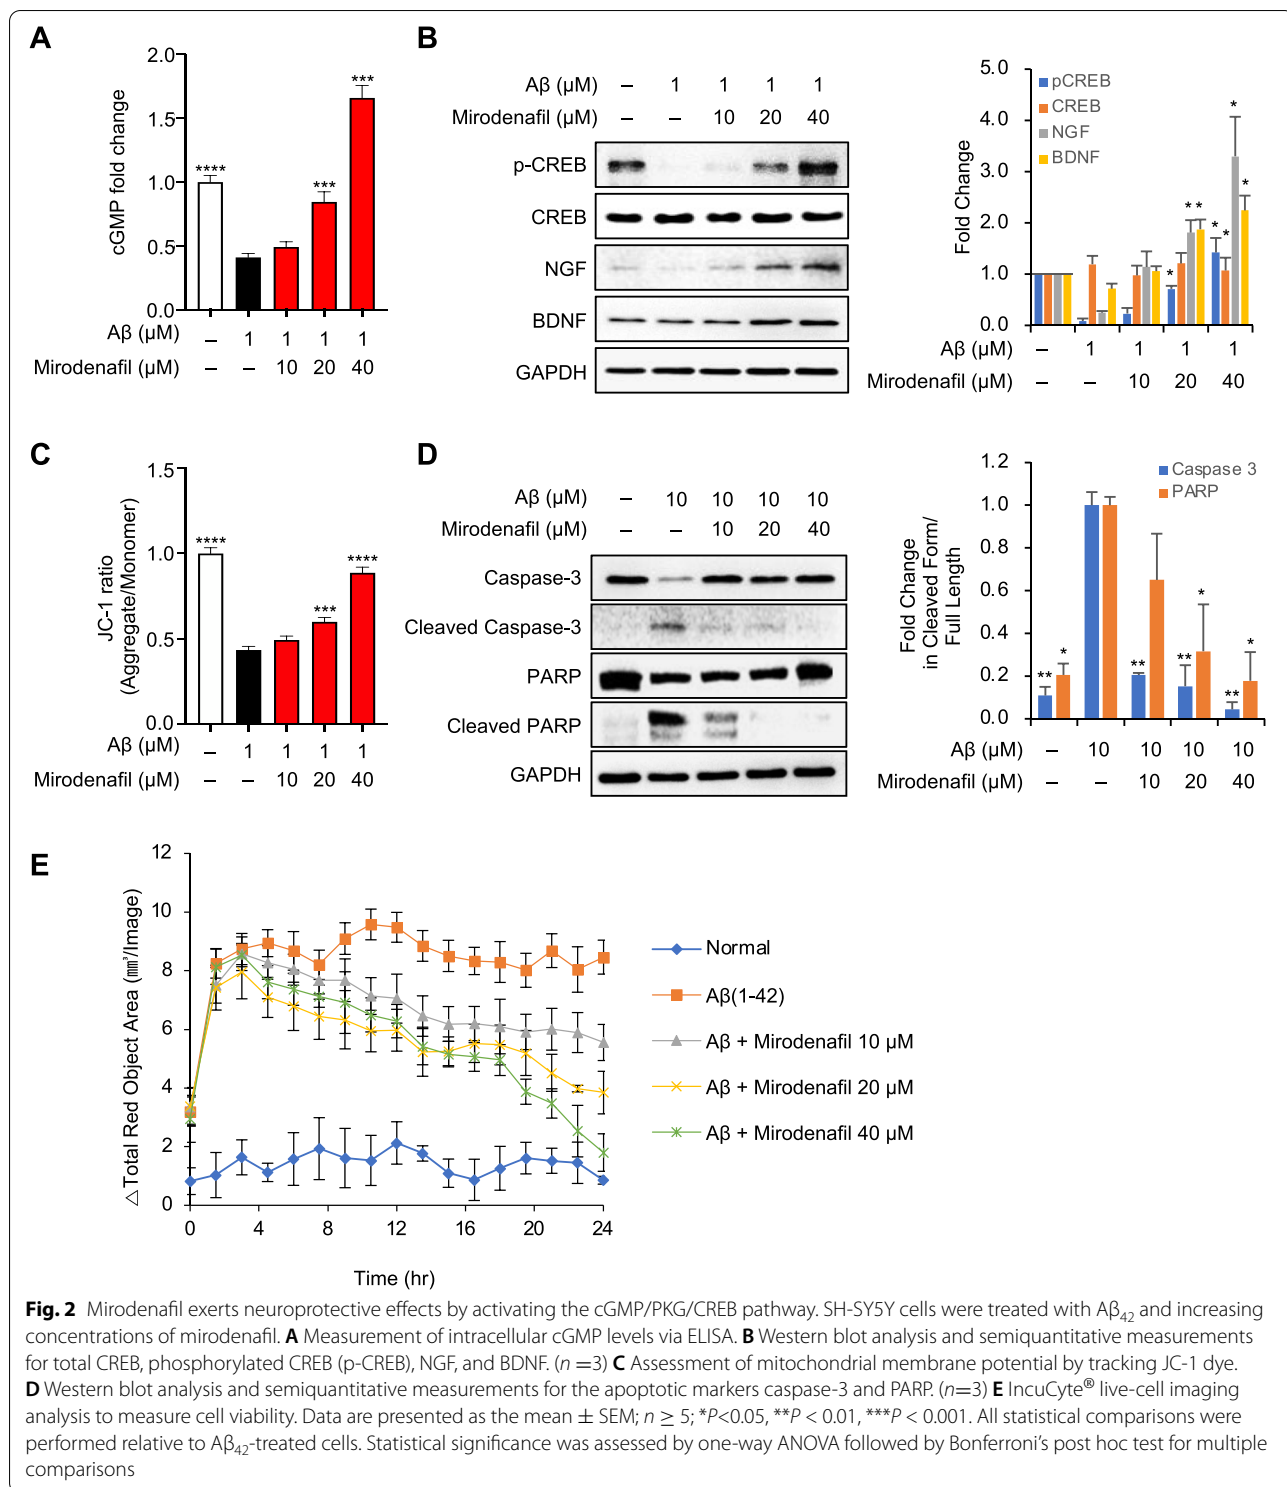 A
cGMP fold change
2.0
1.5
1.0
0.5
0.0
****
***
***
Aβ (μM) – 1 1 1 1
Mirodenafil (μM) – – 10 20 40
B
Aβ (μM) – 1 1 1 1
Mirodenafil (μM) – – 10 20 40
p-CREB
CREB
NGF
BDNF
GAPDH
Fold Change
5.0
4.0
3.0
2.0
1.0
0.0
pCREB
CREB
NGF
BDNF
* * *
* * * *
Aβ (μM) – 1 1 1 1
Mirodenafil (μM) – – 10 20 40
C
JC-1 ratio
(Aggregate/Monomer)
1.5
1.0
0.5
0.0
****
***
****
Aβ (μM) – 1 1 1 1
Mirodenafil (μM) – – 10 20 40
D
Aβ (μM) – 10 10 10 10
Mirodenafil (μM) – – 10 20 40
Caspase-3
Cleaved Caspase-3
PARP
Cleaved PARP
GAPDH
Fold Change
in Cleaved Form/
Full Length
1.2
1.0
0.8
0.6
0.4
0.2
0.0
Caspase 3
PARP
** *
**
** *
** *
Aβ (μM) – 10 10 10 10
Mirodenafil (μM) – – 10 20 40
E
△Total Red Object Area (㎟/Image)
12
10
8
6
4
2
0
0 4 8 12 16 20 24
Time (hr)
Normal
Aβ(1-42)
Aβ + Mirodenafil 10 μM
Aβ + Mirodenafil 20 μM
Aβ + Mirodenafil 40 μM
Fig. 2 Mirodenafil exerts neuroprotective effects by activating the cGMP/PKG/CREB pathway. SH-SY5Y cells were treated with Aβ₄₂ and increasing
concentrations of mirodenafil. A Measurement of intracellular cGMP levels via ELISA. B Western blot analysis and semiquantitative measurements
for total CREB, phosphorylated CREB (p-CREB), NGF, and BDNF. (n =3) C Assessment of mitochondrial membrane potential by tracking JC-1 dye.
D Western blot analysis and semiquantitative measurements for the apoptotic markers caspase-3 and PARP. (n=3) E IncuCyte® live-cell imaging
analysis to measure cell viability. Data are presented as the mean ± SEM; n ≥ 5; *P<0.05, **P < 0.01, ***P < 0.001. All statistical comparisons were
performed relative to Aβ₄₂-treated cells. Statistical significance was assessed by one-way ANOVA followed by Bonferroni's post hoc test for multiple
comparisons